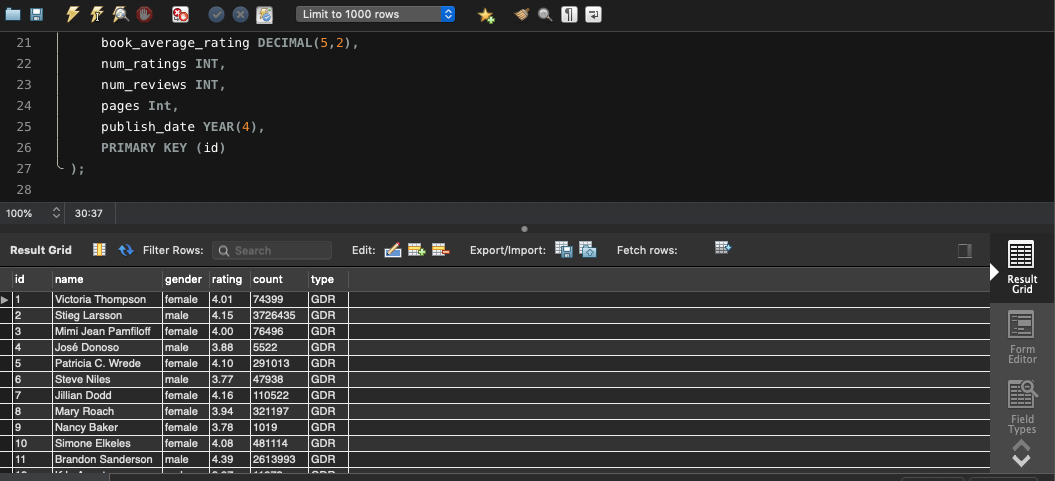 Limit to 1000 rows
21 book_average_rating DECIMAL(5,2),
22 num_ratings INT,
23 num_reviews INT,
24 pages Int,
25 publish_date YEAR(4),
26 PRIMARY KEY (id)
27 );
28
100% 30:37
Result Grid Filter Rows: Search Edit: Export/Import: Fetch rows:
id name gender rating count type
1 Victoria Thompson female 4.01 74399 GDR
2 Stieg Larsson male 4.15 3726435 GDR
3 Mimi Jean Pamfiloff female 4.00 76496 GDR
4 José Donoso male 3.88 5522 GDR
5 Patricia C. Wrede female 4.10 291013 GDR
6 Steve Niles male 3.77 47938 GDR
7 Jillian Dodd female 4.16 110522 GDR
8 Mary Roach female 3.94 321197 GDR
9 Nancy Baker female 3.78 1019 GDR
10 Simone Elkeles female 4.08 481114 GDR
11 Brandon Sanderson male 4.39 2613993 GDR
Result
Grid
Form
Editor
Field
Types